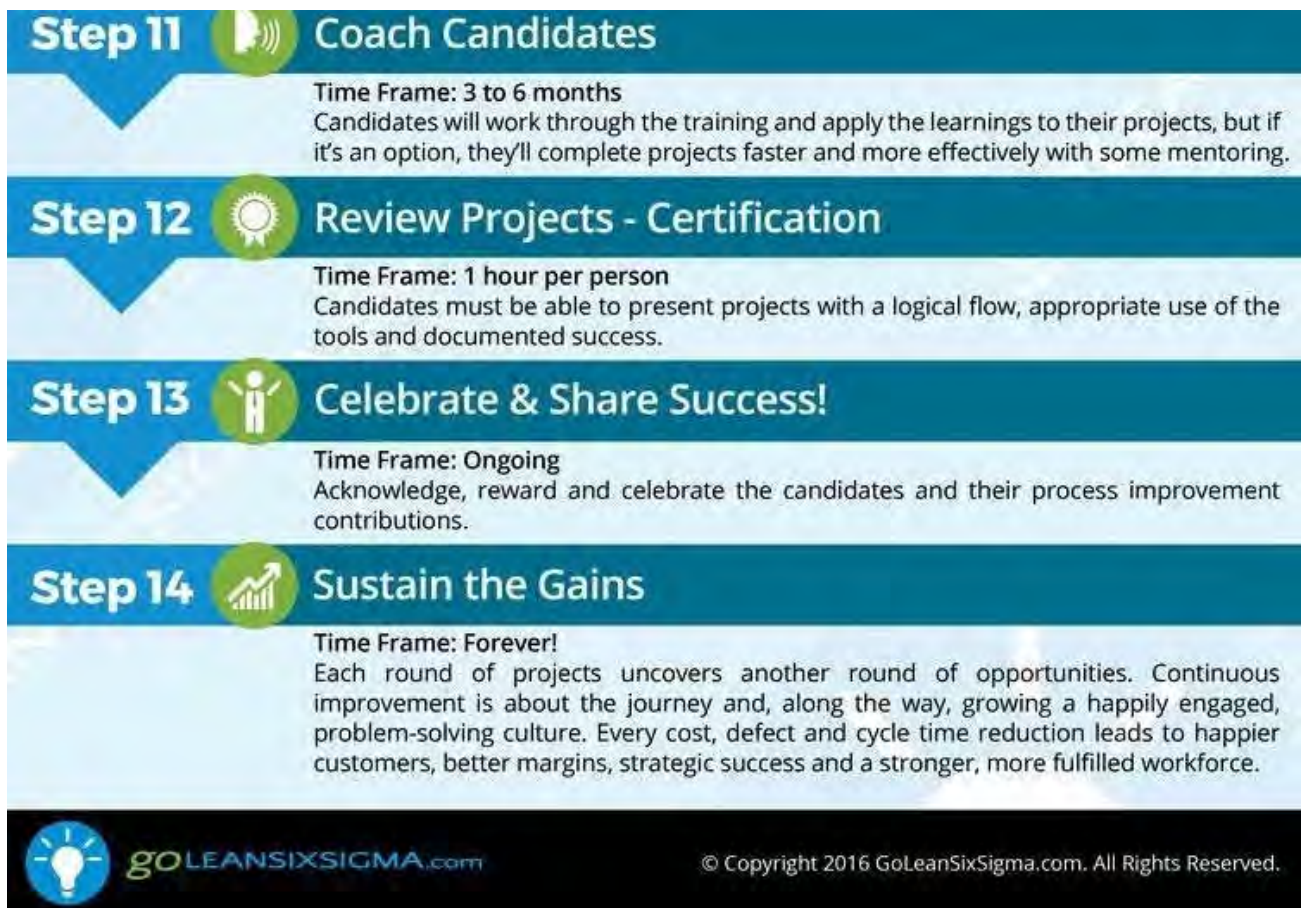 Step 11 Coach Candidates
Time Frame: 3 to 6 months
Candidates will work through the training and apply the learnings to their projects, but if
it's an option, they'll complete projects faster and more effectively with some mentoring.
Step 12 Review Projects - Certification
Time Frame: 1 hour per person
Candidates must be able to present projects with a logical flow, appropriate use of the
tools and documented success.
Step 13 Celebrate & Share Success!
Time Frame: Ongoing
Acknowledge, reward and celebrate the candidates and their process improvement
contributions.
Step 14 Sustain the Gains
Time Frame: Forever!
Each round of projects uncovers another round of opportunities. Continuous
improvement is about the journey and, along the way, growing a happily engaged,
problem-solving culture. Every cost, defect and cycle time reduction leads to happier
customers, better margins, strategic success and a stronger, more fulfilled workforce.
goLEANSIXSIGMA.com © Copyright 2016 GoLeanSixSigma.com. All Rights Reserved.